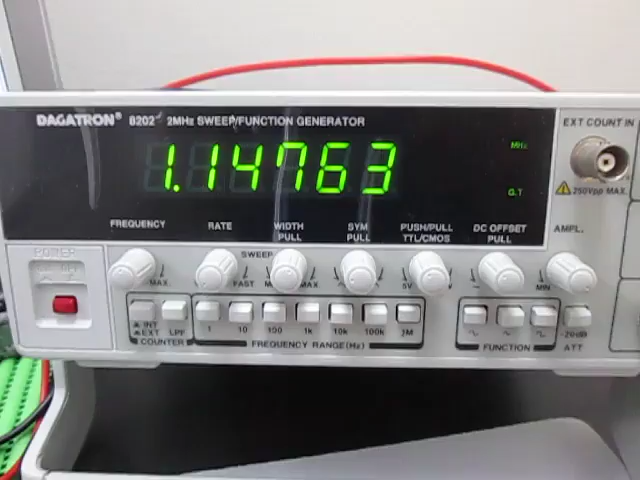 DAGATRON® 8202 2MHz SWEEP/FUNCTION GENERATOR
EXT COUNT IN
1.14763
MHz
G.T
250Vpp MAX.
FREQUENCY RATE WIDTH PULL SYM PULL PUSH/PULL TTL/CMOS DC OFFSET PULL AMPL.
POWER
SWEEP
MAX. FAST MAX 5V MIN
INT EXT LPF 1 10 100 1k 10k 100k 2M -20dB
COUNTER FREQUENCY RANGE(Hz) FUNCTION ATT